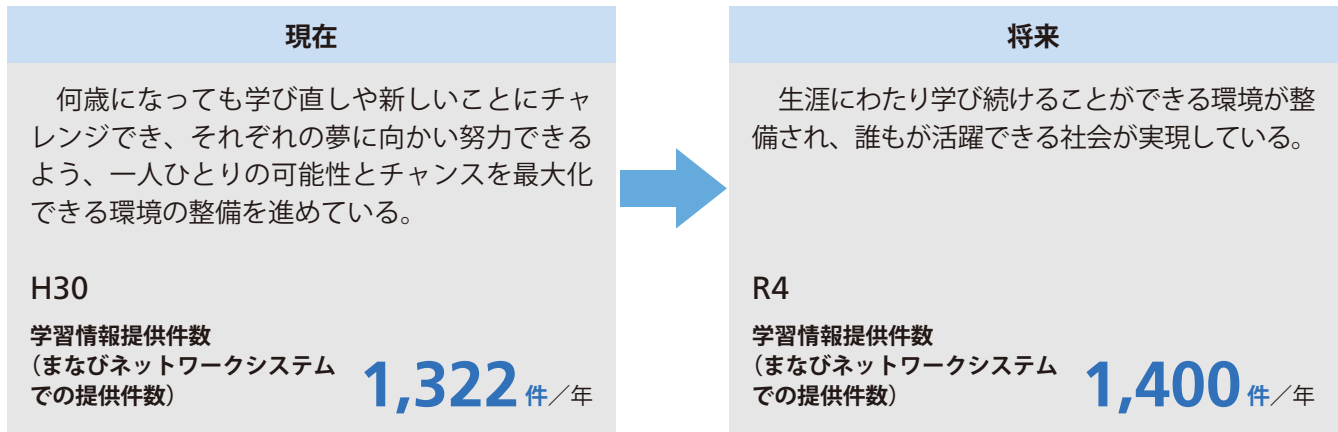 現在
何歳になっても学び直しや新しいことにチャ
レンジでき、それぞれの夢に向かい努力できる
よう、一人ひとりの可能性とチャンスを最大化
できる環境の整備を進めている。
H30
学習情報提供件数
（まなびネットワークシステム
での提供件数）
1,322件／年
将来
生涯にわたり学び続けることができる環境が整
備され、誰もが活躍できる社会が実現している。
R4
学習情報提供件数
（まなびネットワークシステム
での提供件数）
1,400件／年